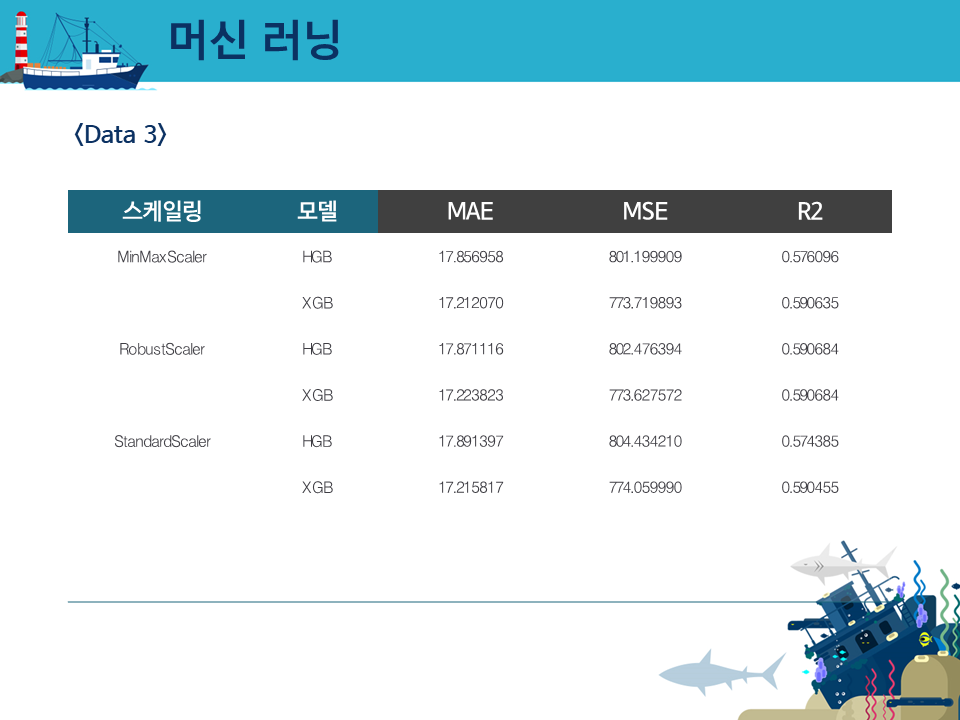 머신 러닝
〈Data 3〉
스케일링 모델 MAE MSE R2
MinMaxScaler HGB 17.856958 801.199909 0.576096
XGB 17.212070 773.719893 0.590635
RobustScaler HGB 17.871116 802.476394 0.590684
XGB 17.223823 773.627572 0.590684
StandardScaler HGB 17.891397 804.434210 0.574385
XGB 17.215817 774.059990 0.590455